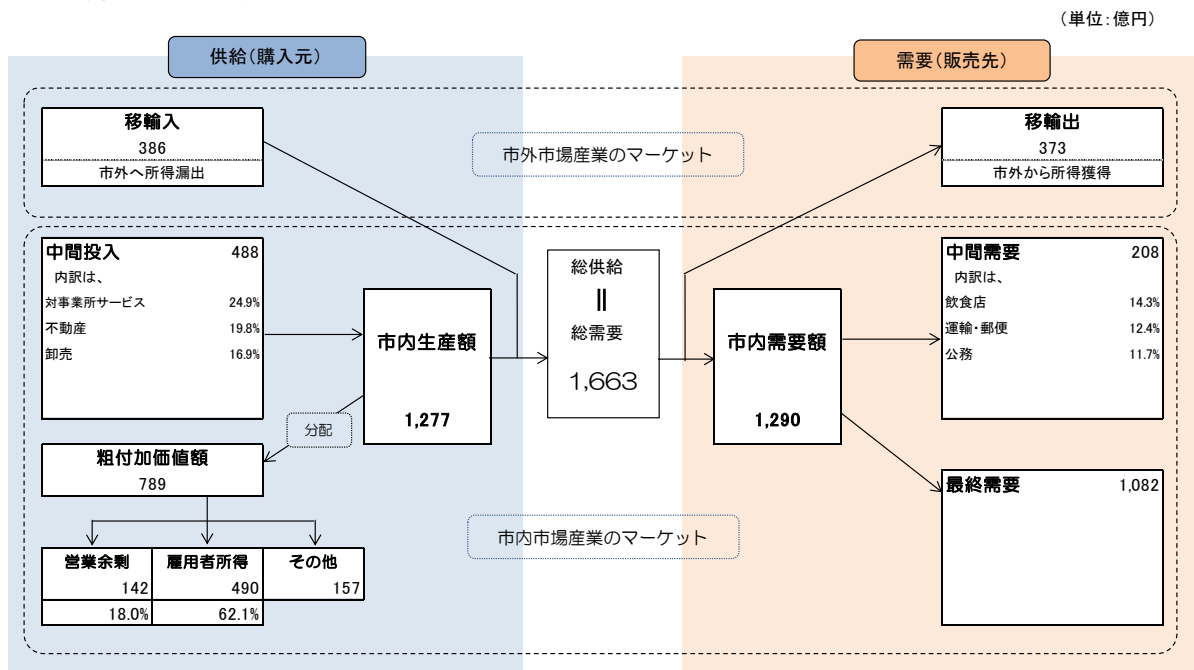 （単位：億円）
供給（購入元）
需要（販売先）
移輸入
386
市外へ所得漏出
市外市場産業のマーケット
移輸出
373
市外から所得獲得
中間投入 488
内訳は、
対事業所サービス 24.9%
不動産 19.8%
卸売 16.9%
市内生産額
1,277
総供給
||
総需要
1,663
市内需要額
1,290
中間需要 208
内訳は、
飲食店 14.3%
運輸・郵便 12.4%
公務 11.7%
分配
粗付加価値額
789
最終需要 1,082
市内市場産業のマーケット
営業余剰 雇用者所得 その他
142 490 157
18.0% 62.1%